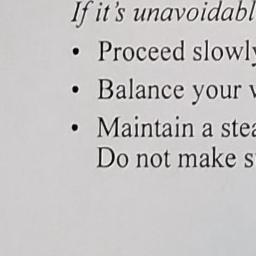 If it's unavoidabl
• Proceed slowly
• Balance your
• Maintain a stea
Do not make s